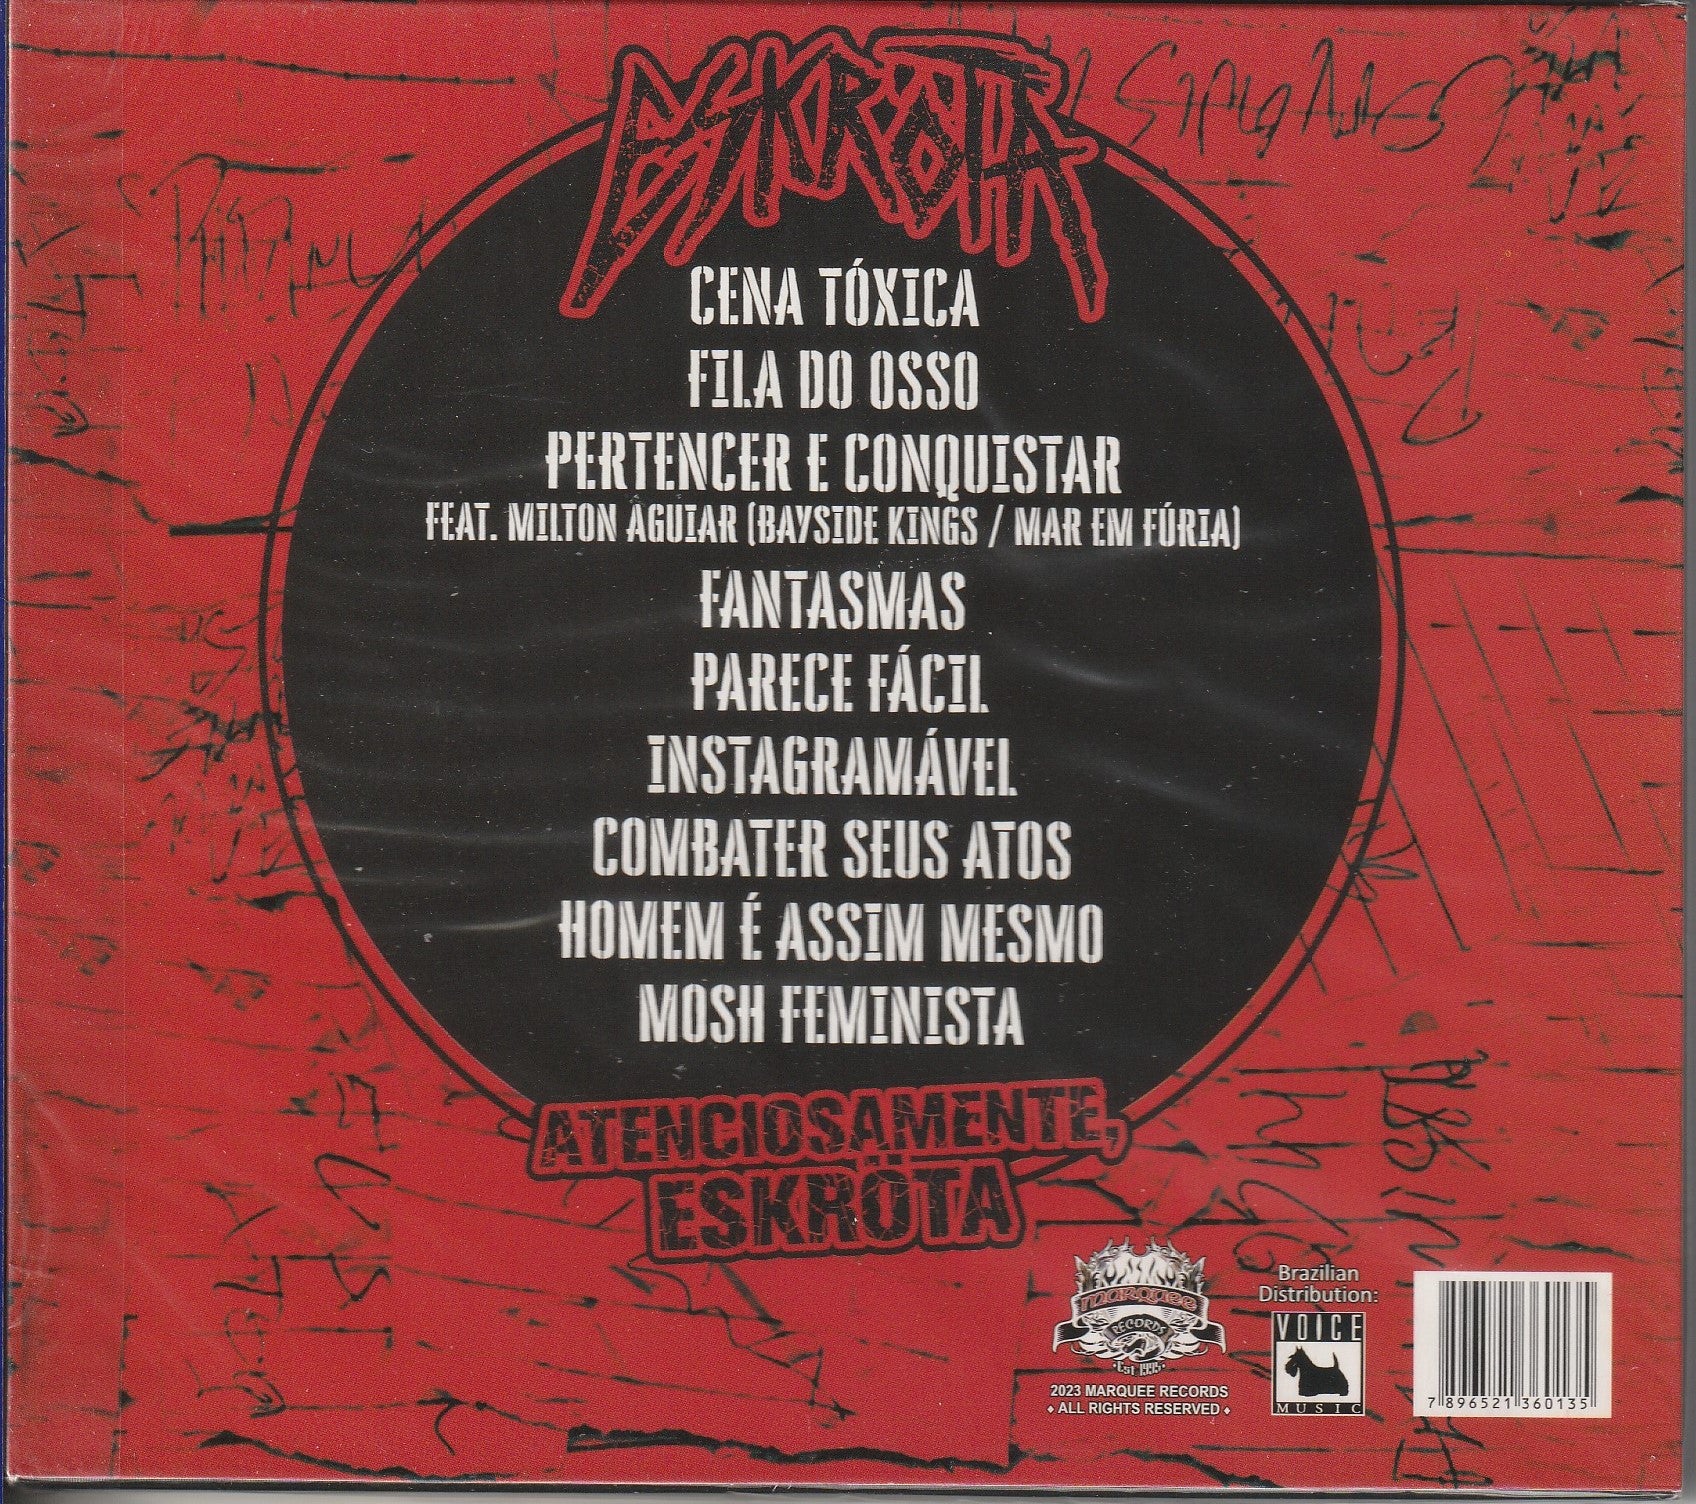 ESKRÖTA
CENA TÓXICA
FILA DO OSSO
PERTENCER E CONQUISTAR
FEAT. MILTON AGUIAR (BAYSIDE KINGS / MAR EM FÚRIA)
FANTASMAS
PARECE FÁCIL
INSTAGRAMÁVEL
COMBATER SEUS ATOS
HOMEM É ASSIM MESMO
MOSH FEMINISTA
ATENCIOSAMENTE,
ESKRÖTA
MARQUEE
RECORDS
Est 1995
2023 MARQUEE RECORDS
♦ ALL RIGHTS RESERVED ♦
Brazilian
Distribution:
VOICE
MUSIC
7 896521 360135